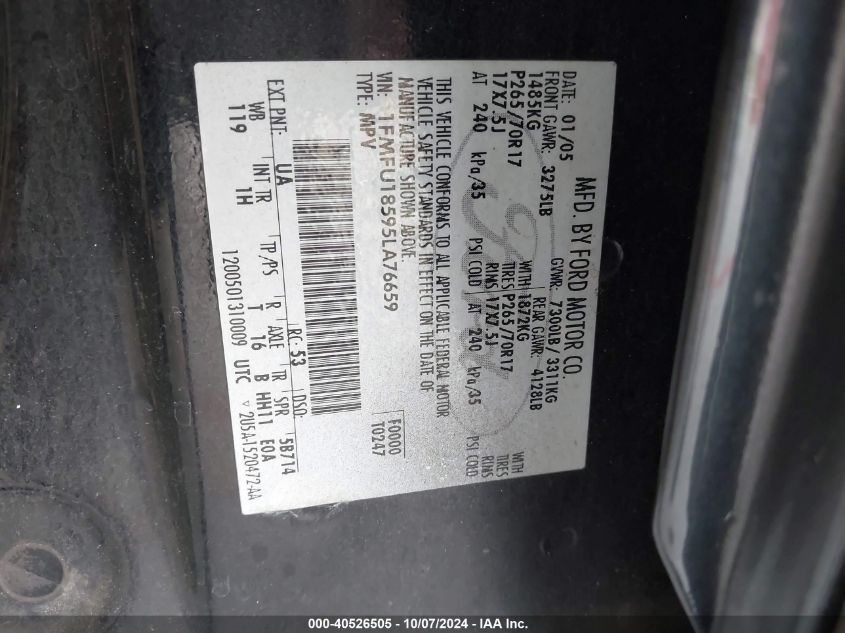 MFD. BY FORD MOTOR CO.
DATE: 01/05 GVWR: 7300LB / 3311KG
FRONT GAWR: 3275LB REAR GAWR: 4128LB
1485KG WITH 1872KG WITH
P265/70R17 TIRES P265/70R17 TIRES
17X7.5J RIMS 17X7.5J RIMS
AT 240 kPa/35 PSI COLD AT 240 kPa/35 PSI COLD
THIS VEHICLE CONFORMS TO ALL APPLICABLE FEDERAL MOTOR
VEHICLE SAFETY STANDARDS IN EFFECT ON THE DATE OF
MANUFACTURE SHOWN ABOVE.
VIN: 1FMFU18595LA76659 F0000
TYPE: MPV T0247
EXT PNT: UA RC: 53 DSO:
WB INT TR TP/PS R AXLE TR SPR 5B714
119 1H T 16 B HH11 E0A
1200501310009 UTC ▽ 2U5A-1520472-AA
000-40526505 - 10/07/2024 - IAA Inc.